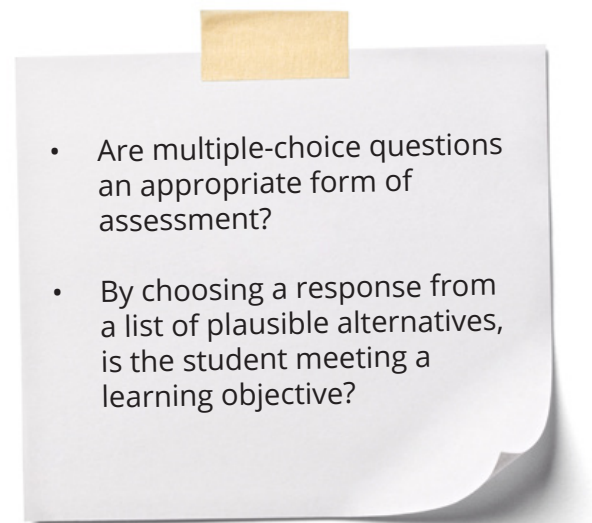 • Are multiple-choice questions
an appropriate form of
assessment?
• By choosing a response from
a list of plausible alternatives,
is the student meeting a
learning objective?